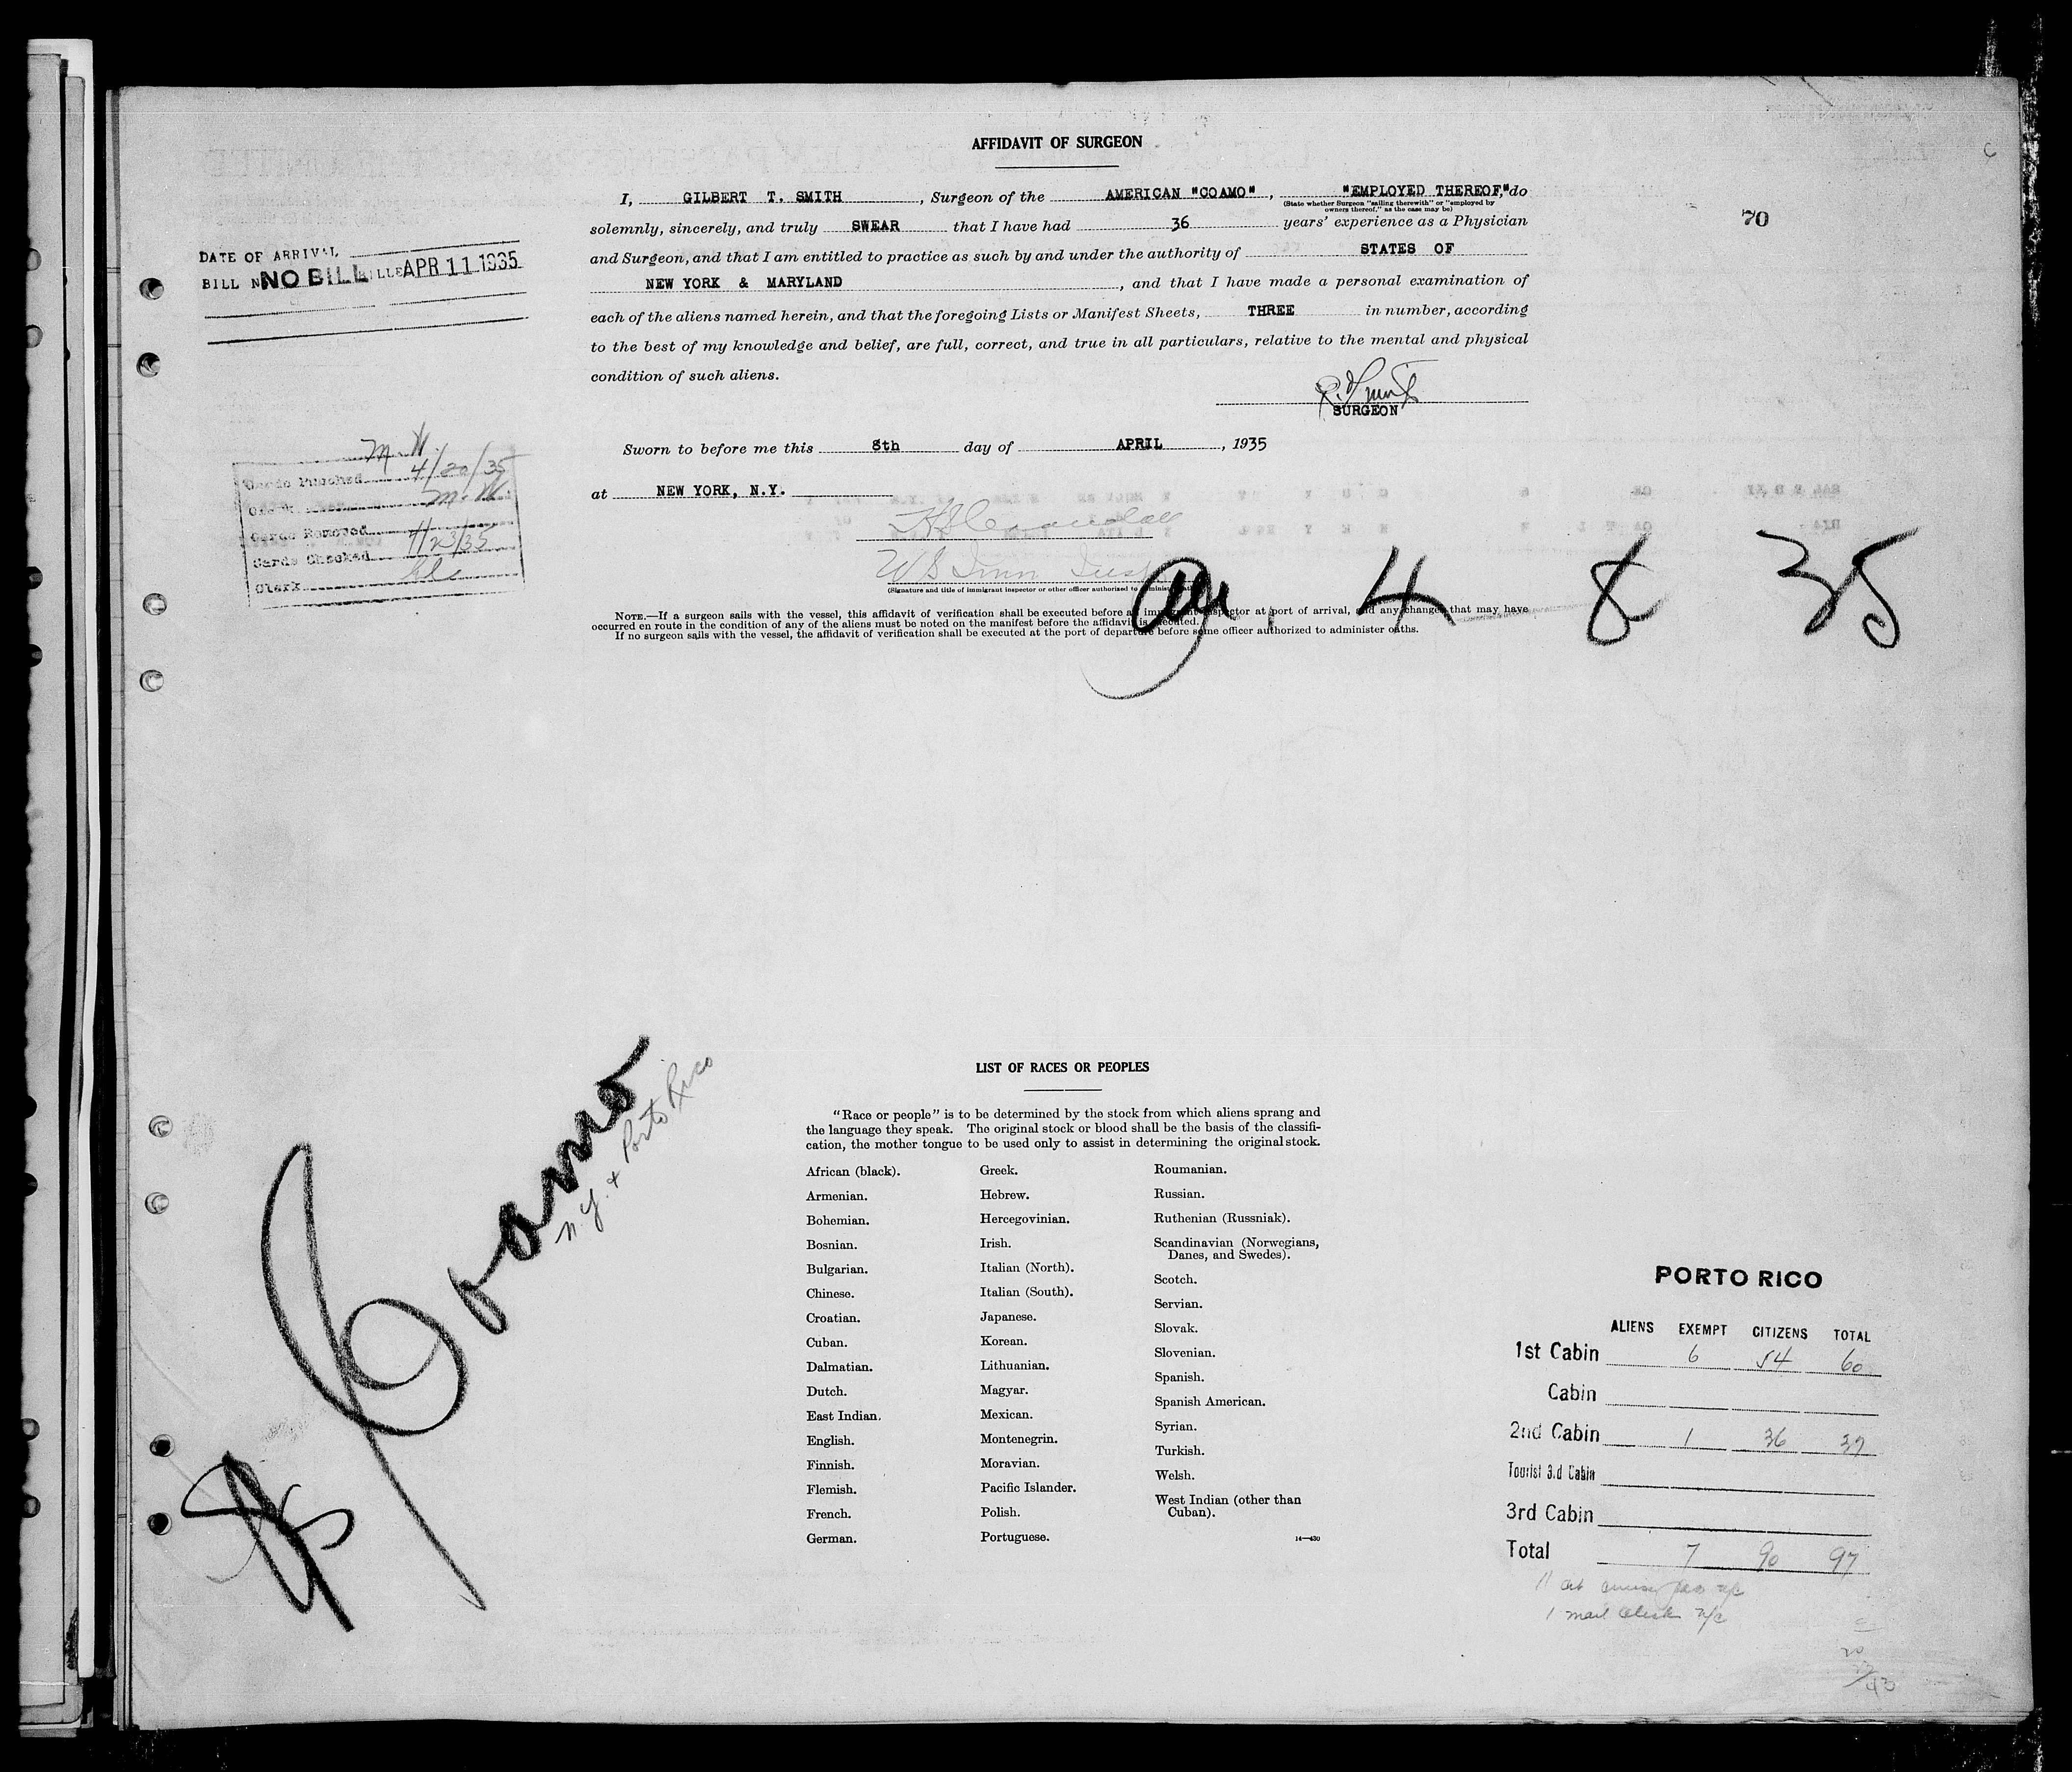 AFFIDAVIT OF SURGEON
I, GILBERT T. SMITH, Surgeon of the AMERICAN "COAMO", "EMPLOYED THEREOF," do
(State whether Surgeon "sailing therewith" or "employed by
owners thereof," as the case may be)
solemnly, sincerely, and truly SWEAR that I have had 36 years' experience as a Physician
and Surgeon, and that I am entitled to practice as such by and under the authority of STATES OF
NEW YORK & MARYLAND, and that I have made a personal examination of
each of the aliens named herein, and that the foregoing Lists or Manifest Sheets, THREE in number, according
to the best of my knowledge and belief, are full, correct, and true in all particulars, relative to the mental and physical
condition of such aliens.
SURGEON
Sworn to before me this 8th day of APRIL, 1935
at NEW YORK, N.Y.
(Signature and title of immigrant inspector or other officer authorized to administer
NOTE.—If a surgeon sails with the vessel, this affidavit of verification shall be executed before an immigrant inspector at port of arrival, and any changes that may have
occurred en route in the condition of any of the aliens must be noted on the manifest before the affidavit is executed.
If no surgeon sails with the vessel, the affidavit of verification shall be executed at the port of departure before some officer authorized to administer oaths.
70
4 8 35
DATE OF ARRIVAL
BILL NO BILL APR 11 1935
Cards Punched 4/20/35
Cards Removed
Cards Checked 4/23/35
Clerk
Coamo
N.Y. & Porto Rico
LIST OF RACES OR PEOPLES
"Race or people" is to be determined by the stock from which aliens sprang and
the language they speak. The original stock or blood shall be the basis of the classifi-
cation, the mother tongue to be used only to assist in determining the original stock.
African (black).
Armenian.
Bohemian.
Bosnian.
Bulgarian.
Chinese.
Croatian.
Cuban.
Dalmatian.
Dutch.
East Indian.
English.
Finnish.
Flemish.
French.
German.
Greek.
Hebrew.
Hercegovinian.
Irish.
Italian (North).
Italian (South).
Japanese.
Korean.
Lithuanian.
Magyar.
Mexican.
Montenegrin.
Moravian.
Pacific Islander.
Polish.
Portuguese.
Roumanian.
Russian.
Ruthenian (Russniak).
Scandinavian (Norwegians,
Danes, and Swedes).
Scotch.
Servian.
Slovak.
Slovenian.
Spanish.
Spanish American.
Syrian.
Turkish.
Welsh.
West Indian (other than
Cuban).
14—430
PORTO RICO
ALIENS EXEMPT CITIZENS TOTAL
1st Cabin 6 54 60
Cabin
2nd Cabin 1 36 37
Tourist 3.d Cabin
3rd Cabin
Total 7 90 97
1 mail Clerk